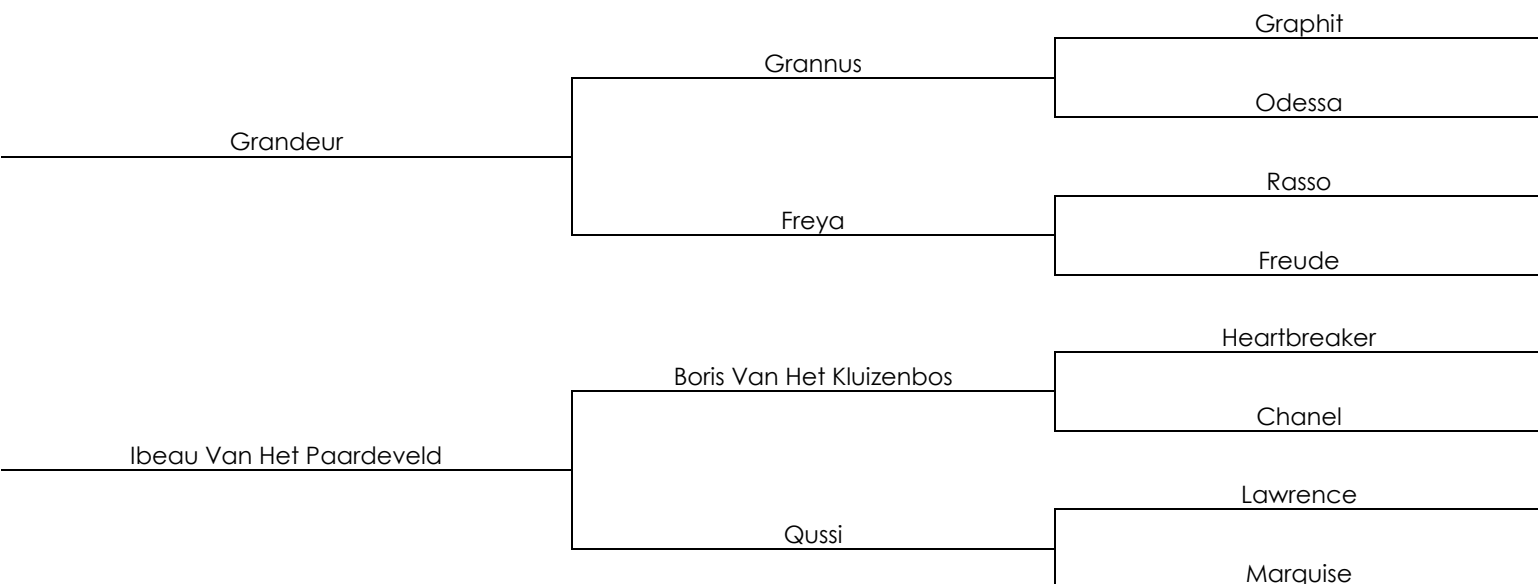 Graphit
Grannus
Odessa
Grandeur
Rasso
Freya
Freude
Heartbreaker
Boris Van Het Kluizenbos
Chanel
Ibeau Van Het Paardeveld
Lawrence
Qussi
Marquise